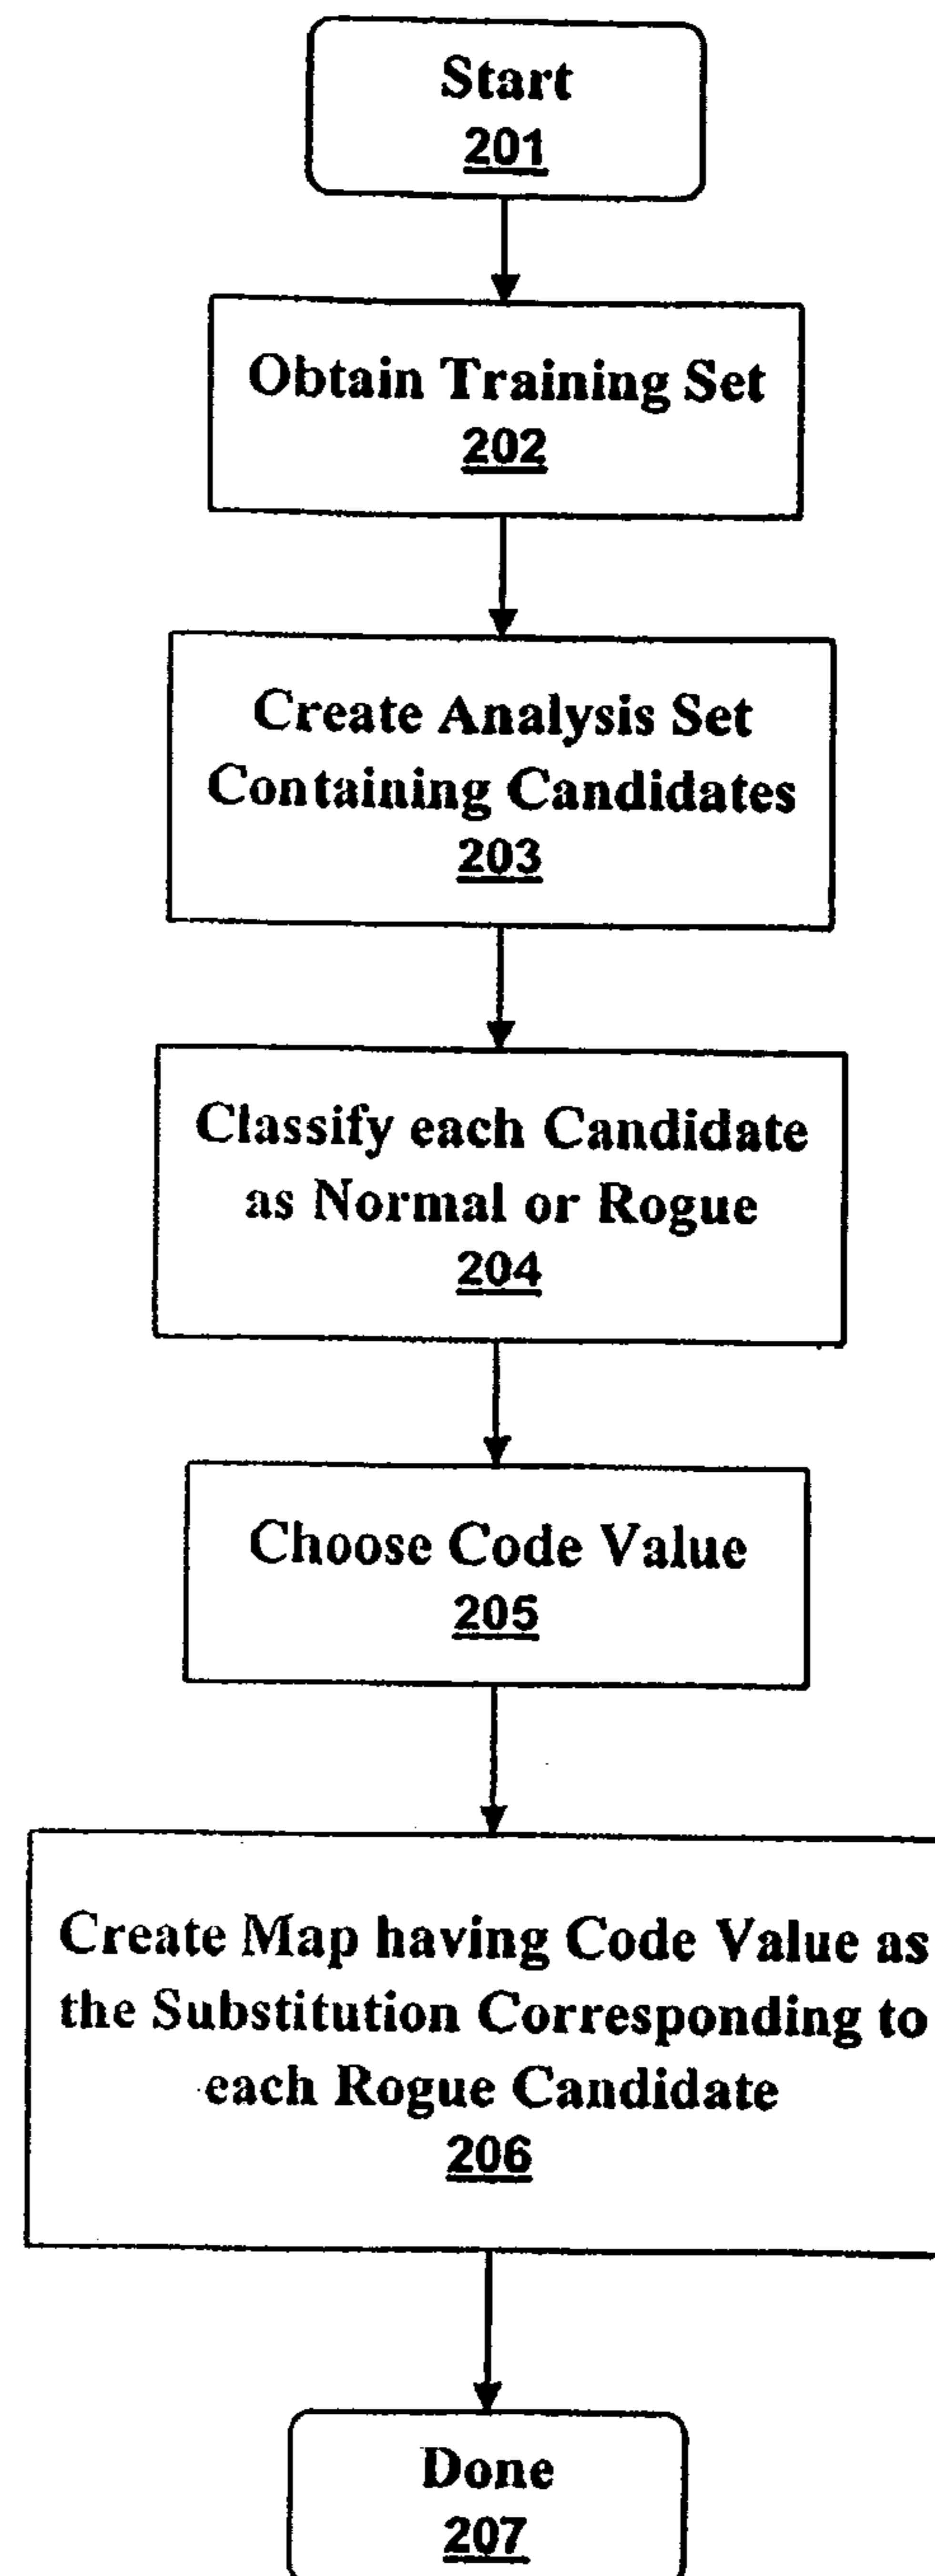 Start
201
Obtain Training Set
202
Create Analysis Set
Containing Candidates
203
Classify each Candidate
as Normal or Rogue
204
Choose Code Value
205
Create Map having Code Value as
the Substitution Corresponding to
each Rogue Candidate
206
Done
207